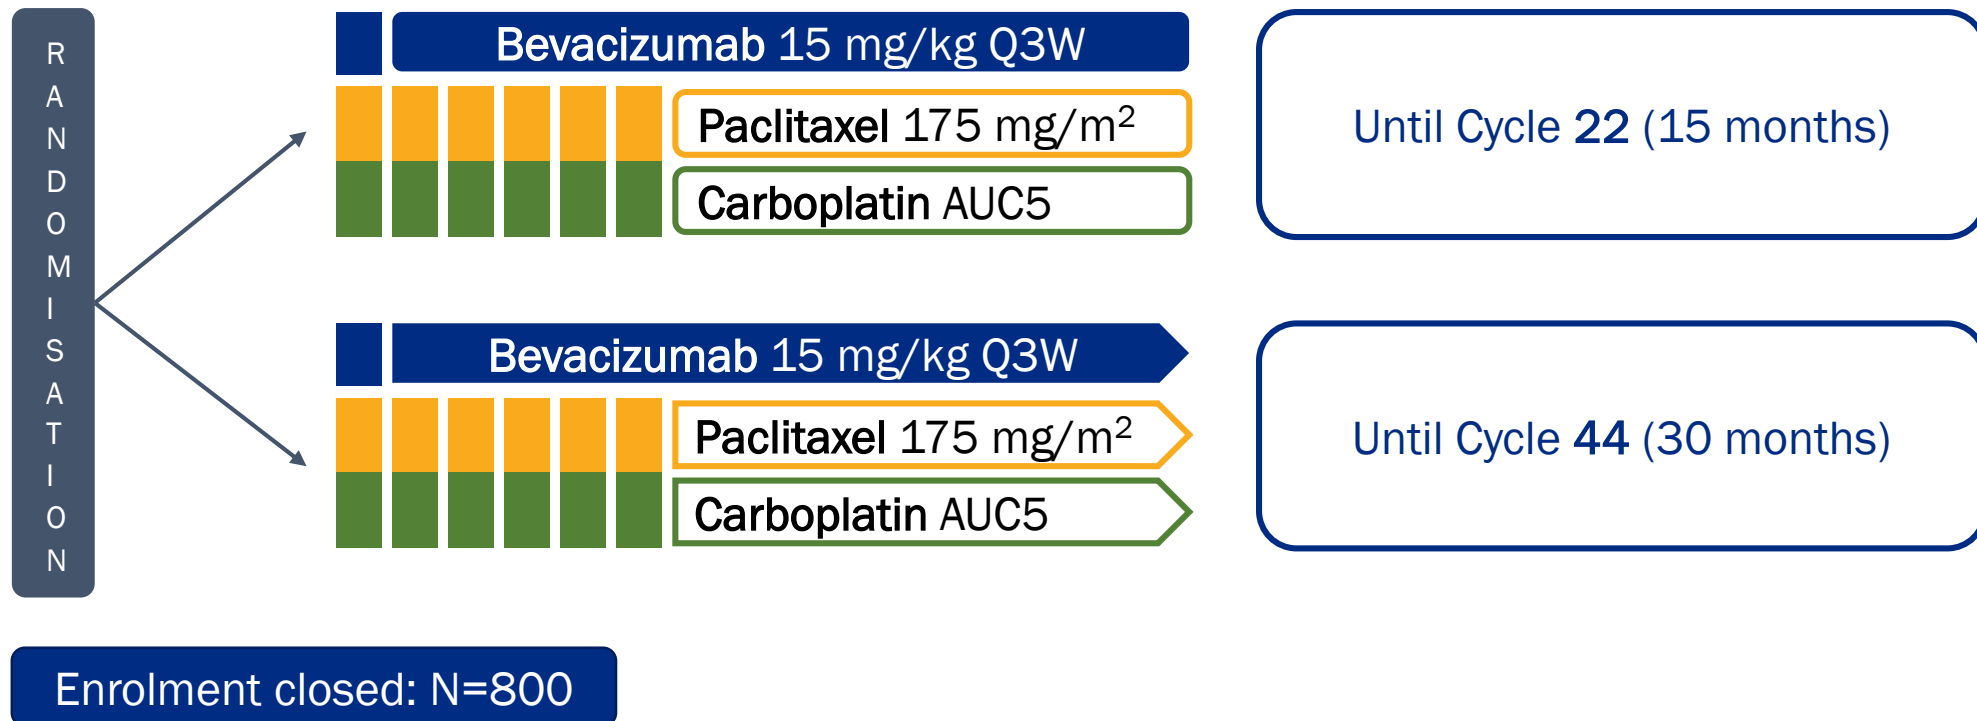 RANDOMISATION
Bevacizumab 15 mg/kg Q3W
Paclitaxel 175 mg/m²
Carboplatin AUC5
Until Cycle 22 (15 months)
Bevacizumab 15 mg/kg Q3W
Paclitaxel 175 mg/m²
Carboplatin AUC5
Until Cycle 44 (30 months)
Enrolment closed: N=800